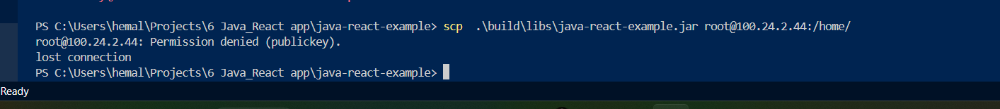 PS C:\Users\hemal\Projects\6 Java_React app\java-react-example> scp  .\build\libs\java-react-example.jar root@100.24.2.44:/home/
root@100.24.2.44: Permission denied (publickey).
lost connection
PS C:\Users\hemal\Projects\6 Java_React app\java-react-example>
Ready